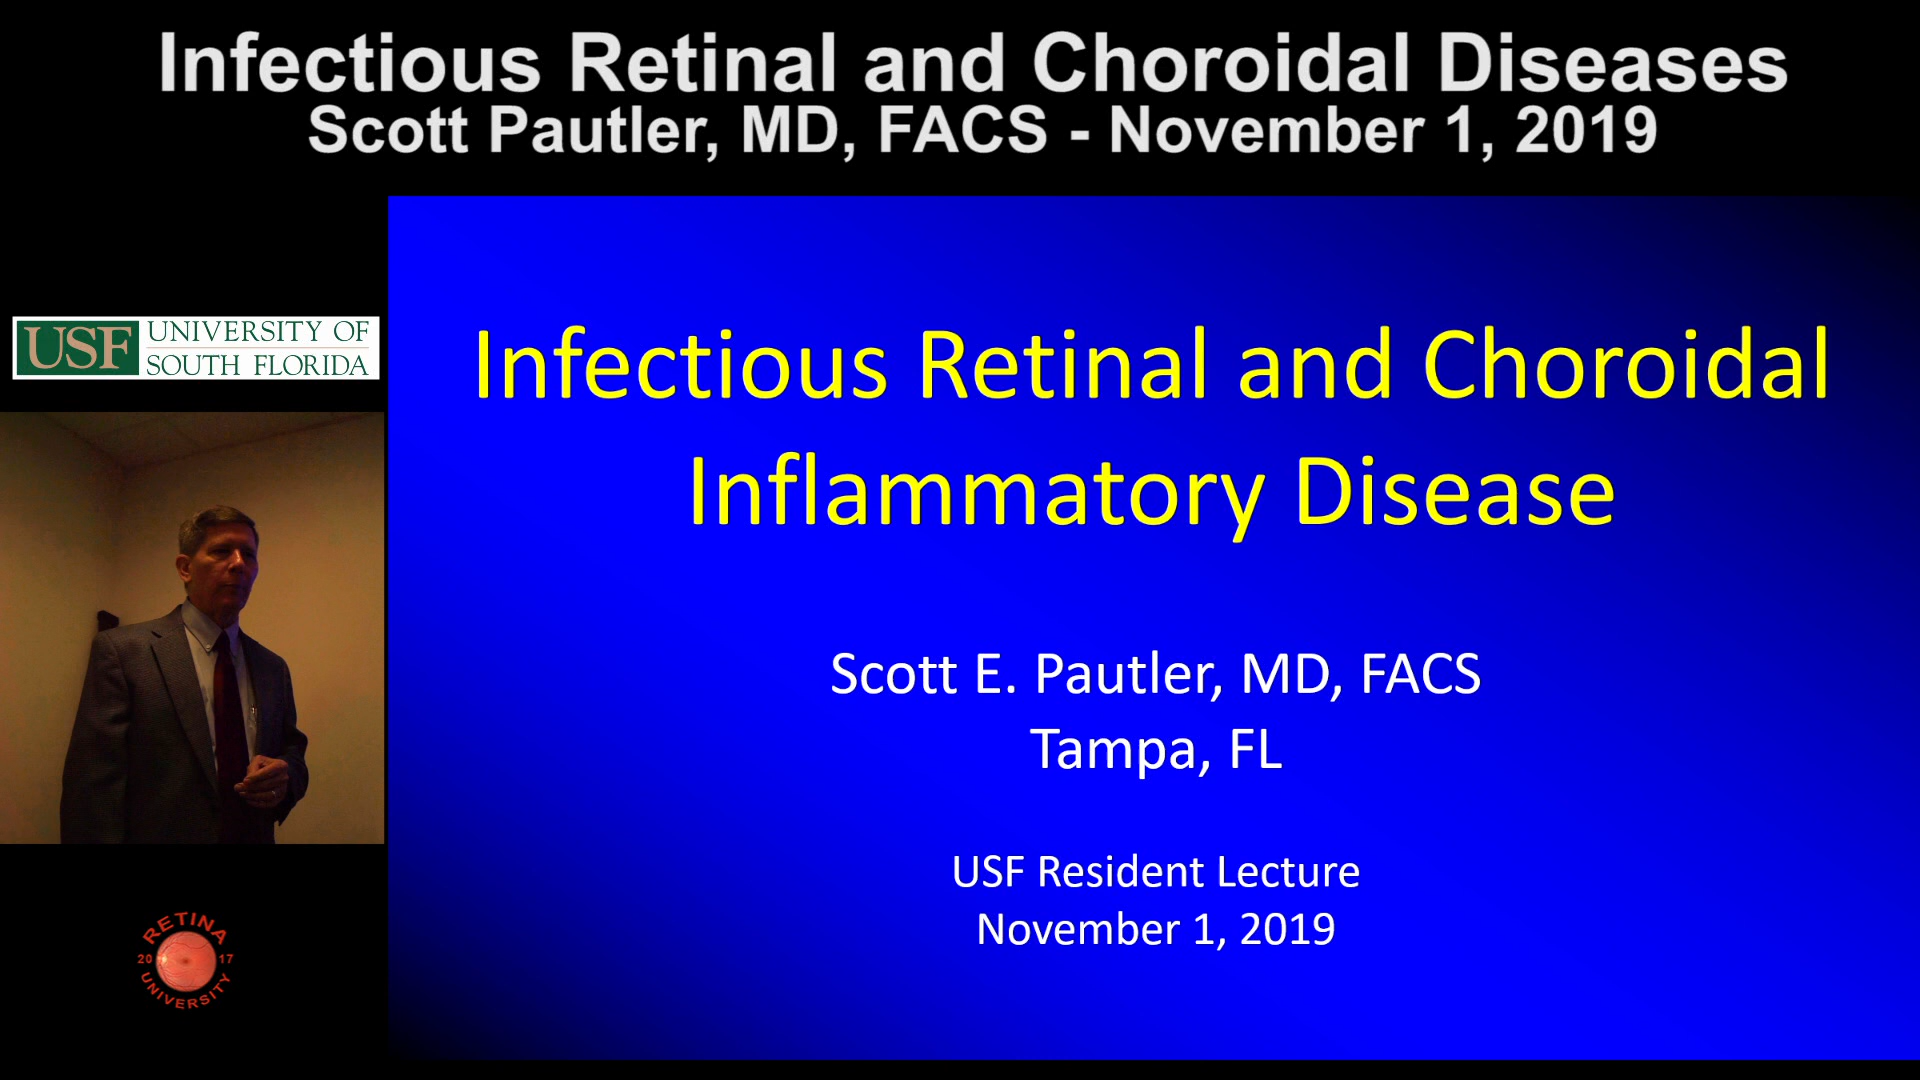 Infectious Retinal and Choroidal Diseases
Scott Pautler, MD, FACS - November 1, 2019
USF UNIVERSITY OF
SOUTH FLORIDA
Infectious Retinal and Choroidal
Inflammatory Disease
Scott E. Pautler, MD, FACS
Tampa, FL
USF Resident Lecture
November 1, 2019
RETINA
20 17
UNIVERSITY